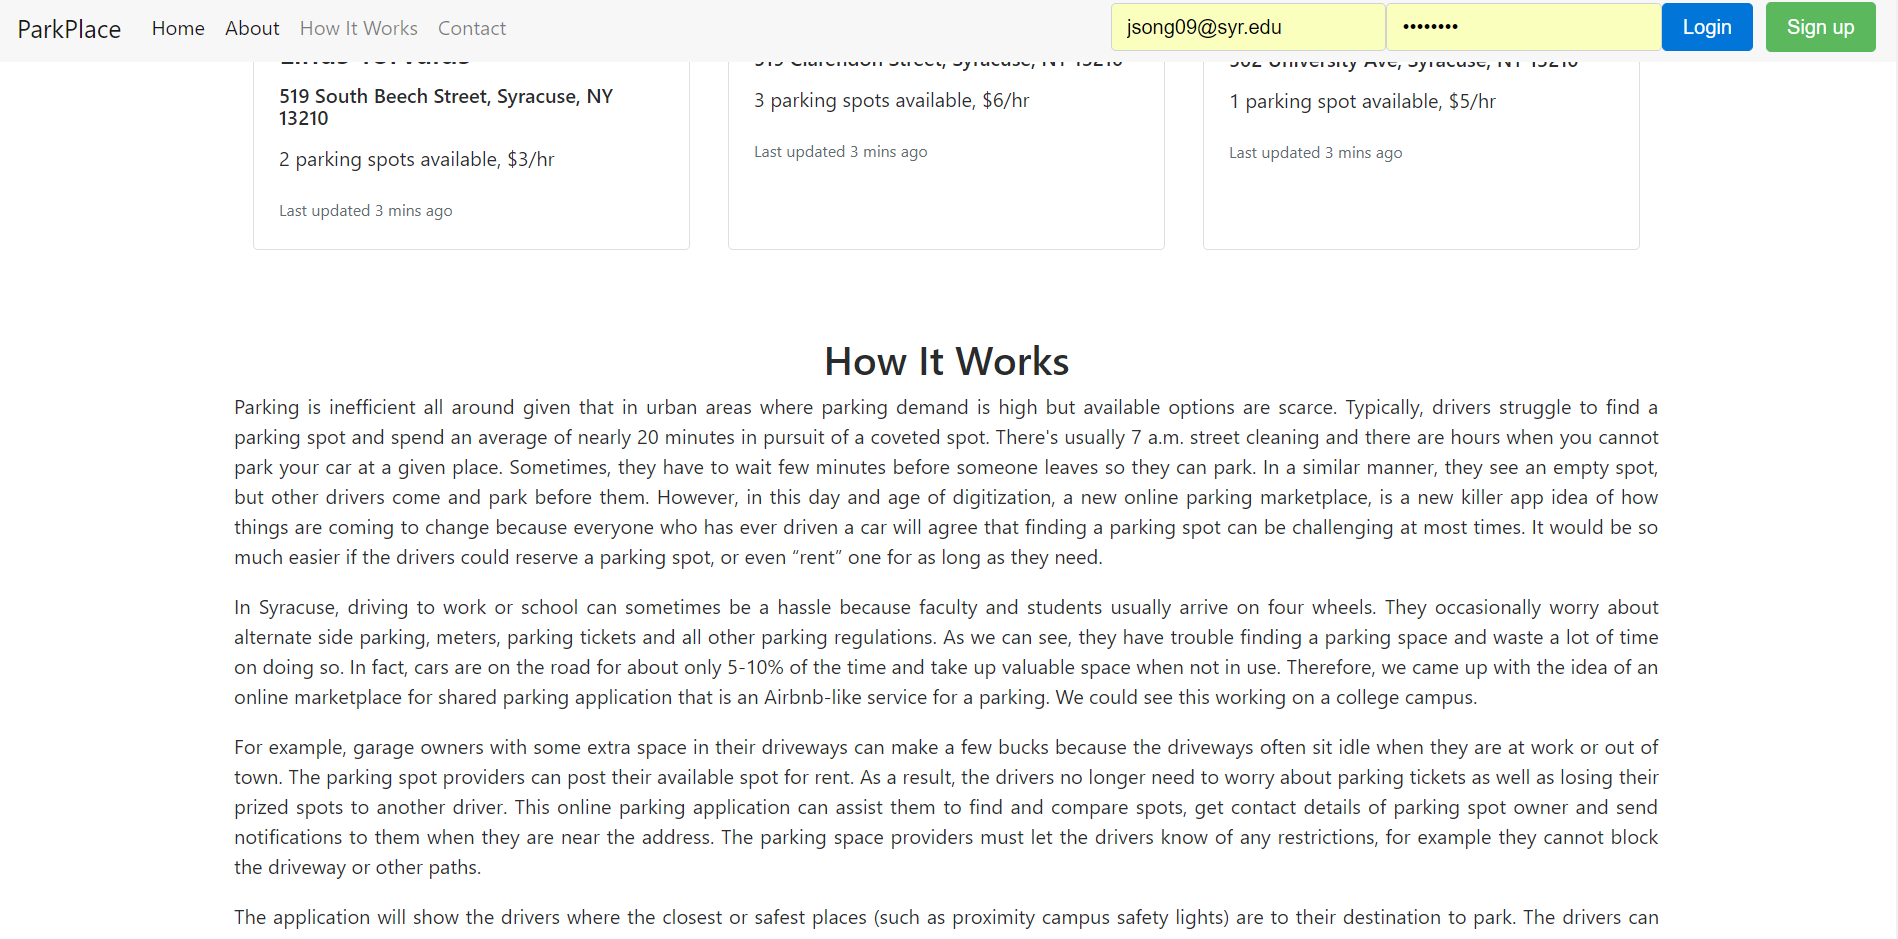 ParkPlace Home About How It Works Contact jsong09@syr.edu •••••••• Login Sign up
519 South Beech Street, Syracuse, NY
13210
2 parking spots available, $3/hr
Last updated 3 mins ago
519 Clarendon Street, Syracuse, NY 13210
3 parking spots available, $6/hr
Last updated 3 mins ago
University Ave, Syracuse, NY 13210
1 parking spot available, $5/hr
Last updated 3 mins ago
How It Works
Parking is inefficient all around given that in urban areas where parking demand is high but available options are scarce. Typically, drivers struggle to find a
parking spot and spend an average of nearly 20 minutes in pursuit of a coveted spot. There's usually 7 a.m. street cleaning and there are hours when you cannot
park your car at a given place. Sometimes, they have to wait few minutes before someone leaves so they can park. In a similar manner, they see an empty spot,
but other drivers come and park before them. However, in this day and age of digitization, a new online parking marketplace, is a new killer app idea of how
things are coming to change because everyone who has ever driven a car will agree that finding a parking spot can be challenging at most times. It would be so
much easier if the drivers could reserve a parking spot, or even “rent” one for as long as they need.
In Syracuse, driving to work or school can sometimes be a hassle because faculty and students usually arrive on four wheels. They occasionally worry about
alternate side parking, meters, parking tickets and all other parking regulations. As we can see, they have trouble finding a parking space and waste a lot of time
on doing so. In fact, cars are on the road for about only 5-10% of the time and take up valuable space when not in use. Therefore, we came up with the idea of an
online marketplace for shared parking application that is an Airbnb-like service for a parking. We could see this working on a college campus.
For example, garage owners with some extra space in their driveways can make a few bucks because the driveways often sit idle when they are at work or out of
town. The parking spot providers can post their available spot for rent. As a result, the drivers no longer need to worry about parking tickets as well as losing their
prized spots to another driver. This online parking application can assist them to find and compare spots, get contact details of parking spot owner and send
notifications to them when they are near the address. The parking space providers must let the drivers know of any restrictions, for example they cannot block
the driveway or other paths.
The application will show the drivers where the closest or safest places (such as proximity campus safety lights) are to their destination to park. The drivers can